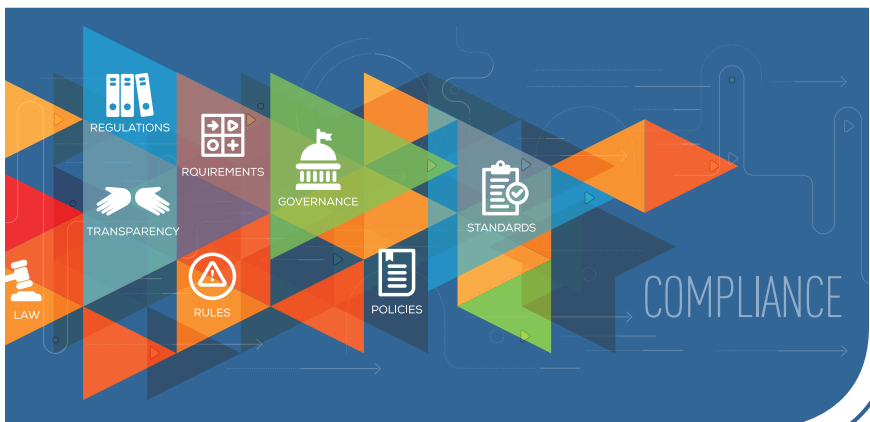 REGULATIONS
RQUIREMENTS
GOVERNANCE
TRANSPARENCY
STANDARDS
LAW
RULES
POLICIES
COMPLIANCE